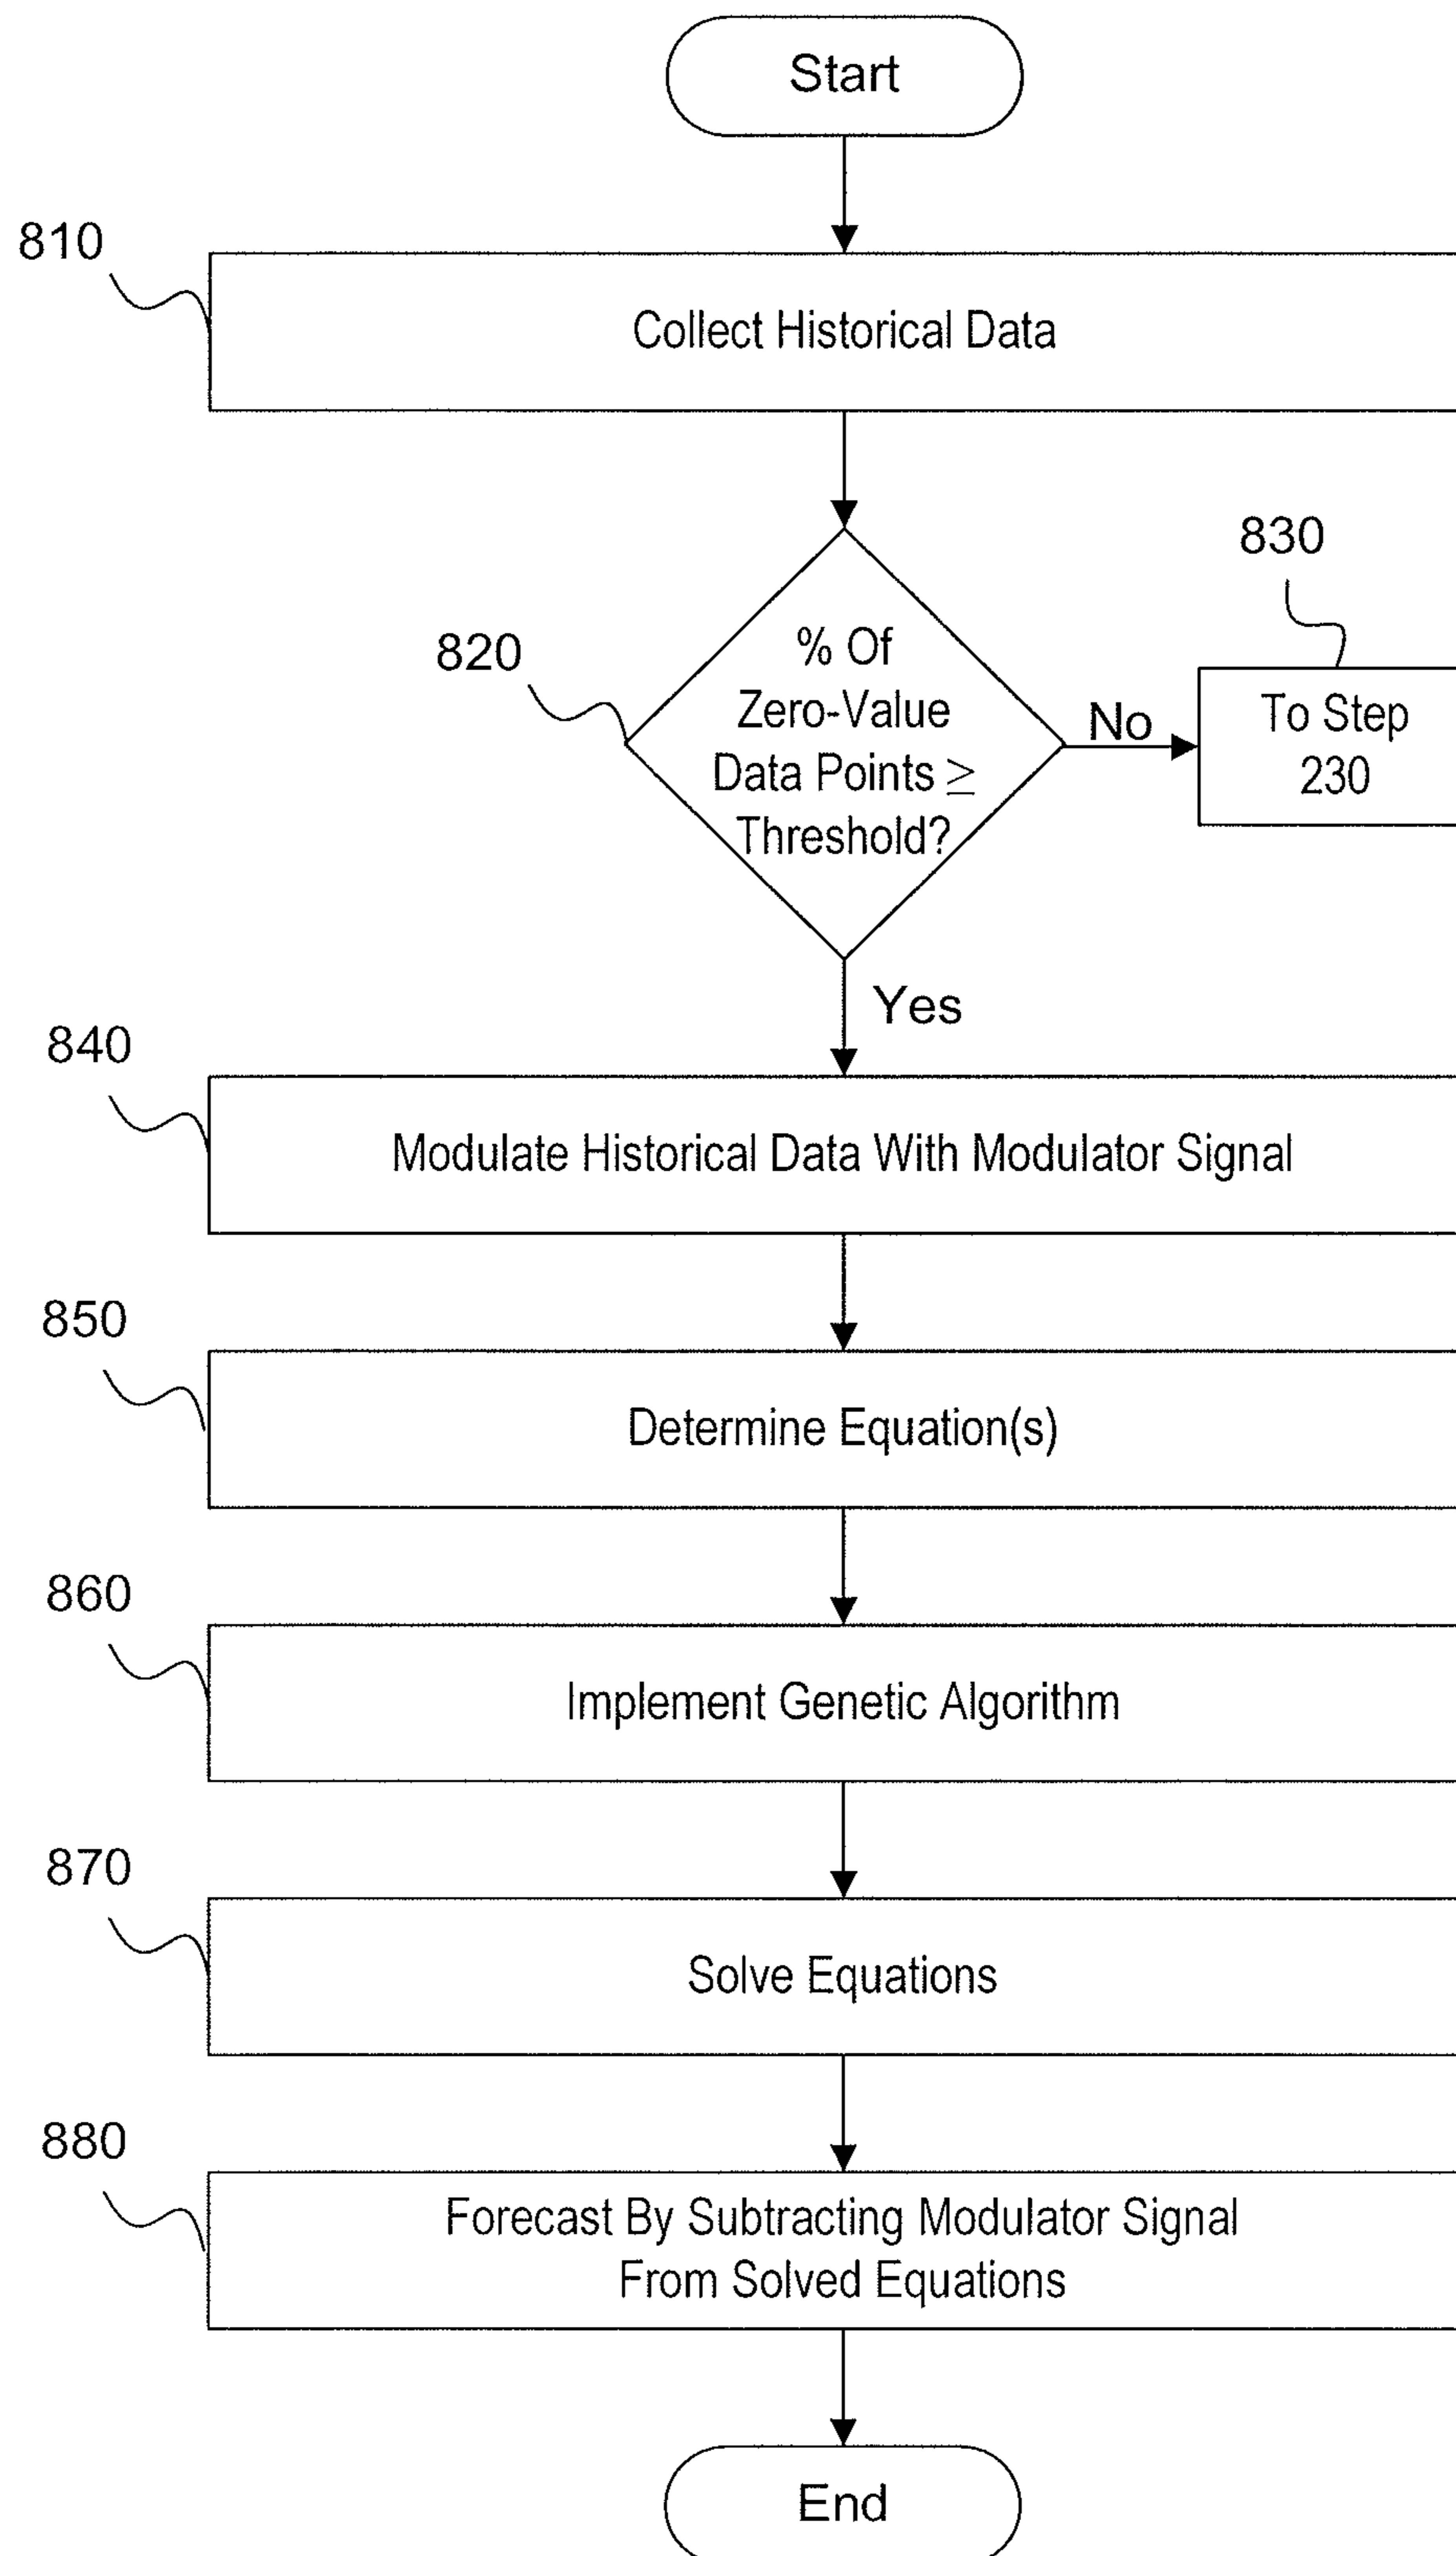 Start
810
Collect Historical Data
830
820
% Of
Zero-Value
Data Points ≥
Threshold?
No
To Step
230
Yes
840
Modulate Historical Data With Modulator Signal
850
Determine Equation(s)
860
Implement Genetic Algorithm
870
Solve Equations
880
Forecast By Subtracting Modulator Signal
From Solved Equations
End